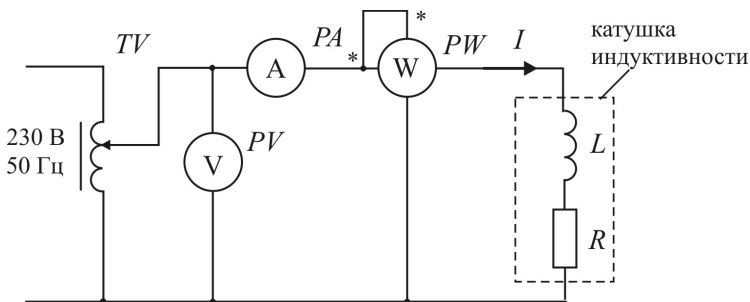 катушка
индуктивности
TV
PA
*
*
PW
I
A
W
230 В
50 Гц
V
PV
L
R